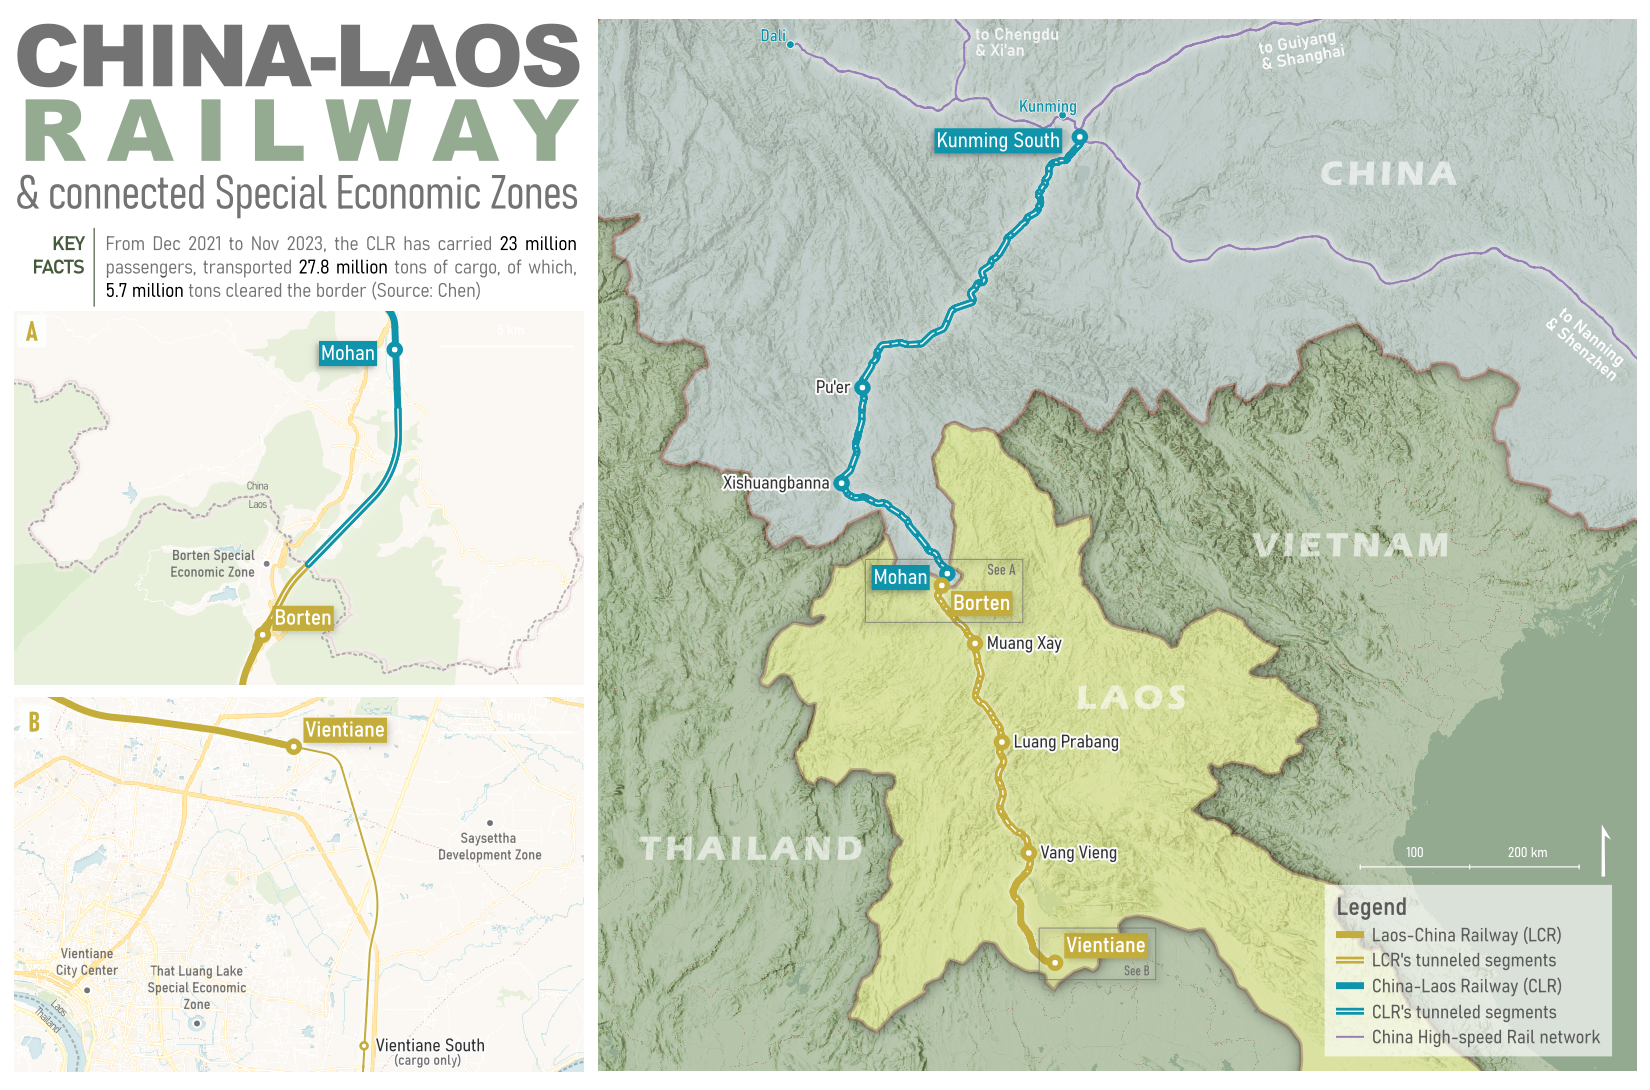 CHINA-LAOS
RAILWAY
& connected Special Economic Zones
KEY
FACTS
From Dec 2021 to Nov 2023, the CLR has carried 23 million
passengers, transported 27.8 million tons of cargo, of which,
5.7 million tons cleared the border (Source: Chen)
A
5 km
Mohan
China
Laos
Borten Special
Economic Zone
Borten
B
Vientiane
Saysettha
Development Zone
Vientiane
City Center
That Luang Lake
Special Economic
Zone
Laos
Thailand
Vientiane South
(cargo only)
Dali
to Chengdu
& Xi'an
to Guiyang
& Shanghai
Kunming
Kunming South
CHINA
to Nanning
& Shenzhen
Pu'er
Xishuangbanna
VIETNAM
Mohan
See A
Borten
Muang Xay
LAOS
Luang Prabang
THAILAND
Vang Vieng
100
200 km
Vientiane
See B
Legend
Laos-China Railway (LCR)
LCR's tunneled segments
China-Laos Railway (CLR)
CLR's tunneled segments
China High-speed Rail network